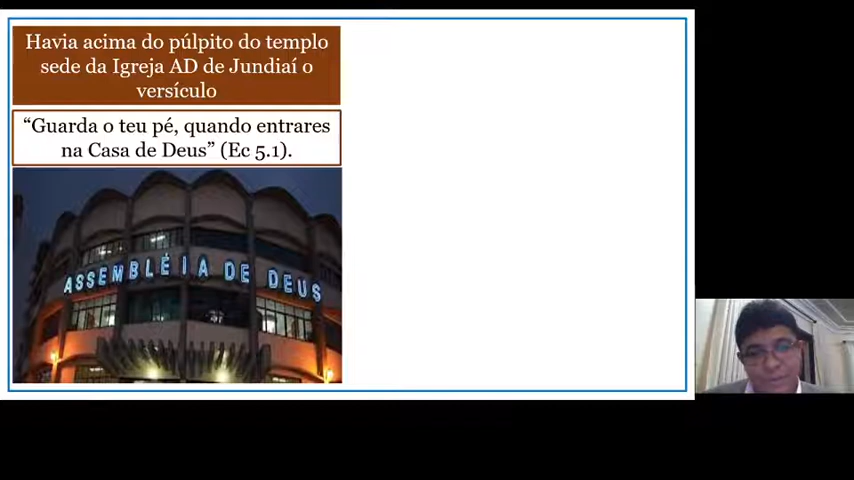 Havia acima do púlpito do templo
sede da Igreja AD de Jundiaí o
versículo
“Guarda o teu pé, quando entrares
na Casa de Deus” (Ec 5.1).
ASSEMBLÉIA DE DEUS